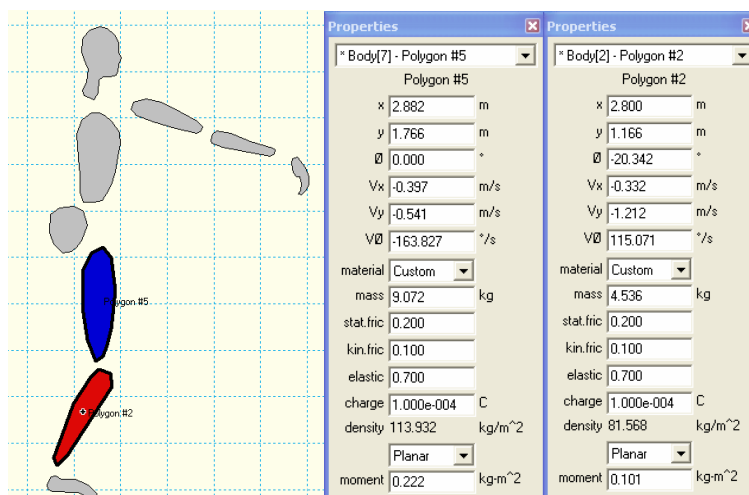 Polygon #5
Polygon #2
Properties
* Body[7] - Polygon #5
Polygon #5
x 2.882 m
y 1.766 m
Ø 0.000 °
Vx -0.397 m/s
Vy -0.541 m/s
VØ -163.827 °/s
material Custom
mass 9.072 kg
stat.fric 0.200
kin.fric 0.100
elastic 0.700
charge 1.000e-004 C
density 113.932 kg/m^2
Planar
moment 0.222 kg-m^2
Properties
* Body[2] - Polygon #2
Polygon #2
x 2.800 m
y 1.166 m
Ø -20.342 °
Vx -0.332 m/s
Vy -1.212 m/s
VØ 115.071 °/s
material Custom
mass 4.536 kg
stat.fric 0.200
kin.fric 0.100
elastic 0.700
charge 1.000e-004 C
density 81.568 kg/m^2
Planar
moment 0.101 kg-m^2